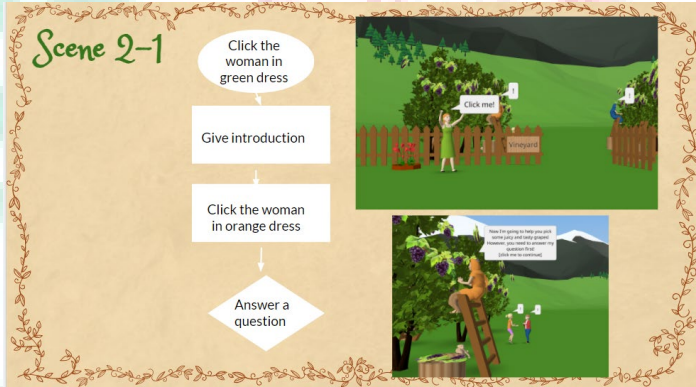 Scene 2-1
Click the
woman in
green dress
Give introduction
Click the woman
in orange dress
Answer a
question
Click me!
!
Vineyard
Now I'm going to help you pick
some juicy and tasty grapes!
However, you need to answer my
question first!
[click me to continue]